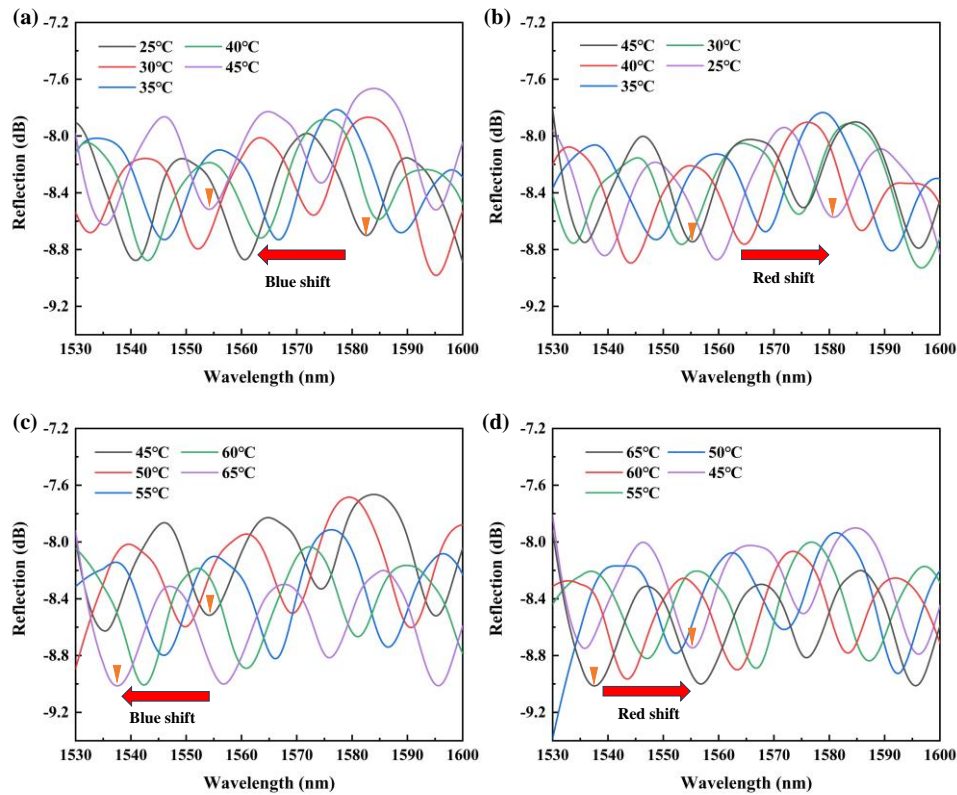 (a)
-7.2
-7.6
-8.0
-8.4
-8.8
-9.2
Reflection (dB)
25℃ 40℃
30℃ 45℃
35℃
Blue shift
1530 1540 1550 1560 1570 1580 1590 1600
Wavelength (nm)
(b)
-7.2
-7.6
-8.0
-8.4
-8.8
-9.2
Reflection (dB)
45℃ 30℃
40℃ 25℃
35℃
Red shift
1530 1540 1550 1560 1570 1580 1590 1600
Wavelength (nm)
(c)
-7.2
-7.6
-8.0
-8.4
-8.8
-9.2
Reflection (dB)
45℃ 60℃
50℃ 65℃
55℃
Blue shift
1530 1540 1550 1560 1570 1580 1590 1600
Wavelength (nm)
(d)
-7.2
-7.6
-8.0
-8.4
-8.8
-9.2
Reflection (dB)
65℃ 50℃
60℃ 45℃
55℃
Red shift
1530 1540 1550 1560 1570 1580 1590 1600
Wavelength (nm)